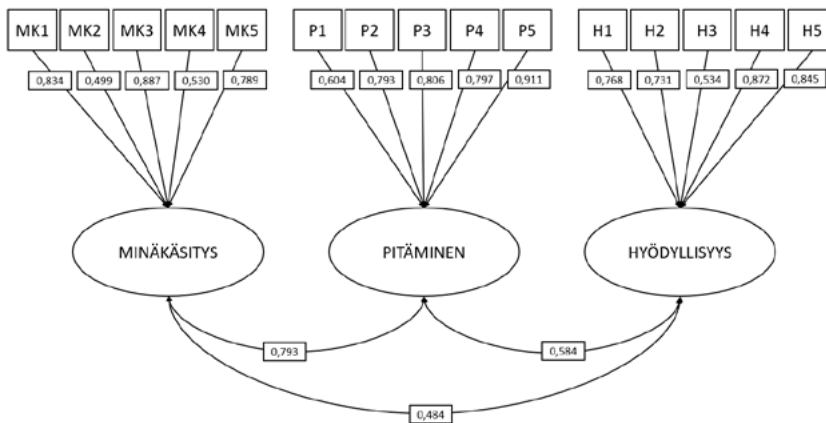 MK1 MK2 MK3 MK4 MK5 P1 P2 P3 P4 P5 H1 H2 H3 H4 H5
0,834 0,499 0,887 0,530 0,789 0,604 0,793 0,806 0,797 0,911 0,768 0,731 0,534 0,872 0,845
MINÄKÄSITYS PITÄMINEN HYÖDYLLISYYS
0,793 0,584
0,484